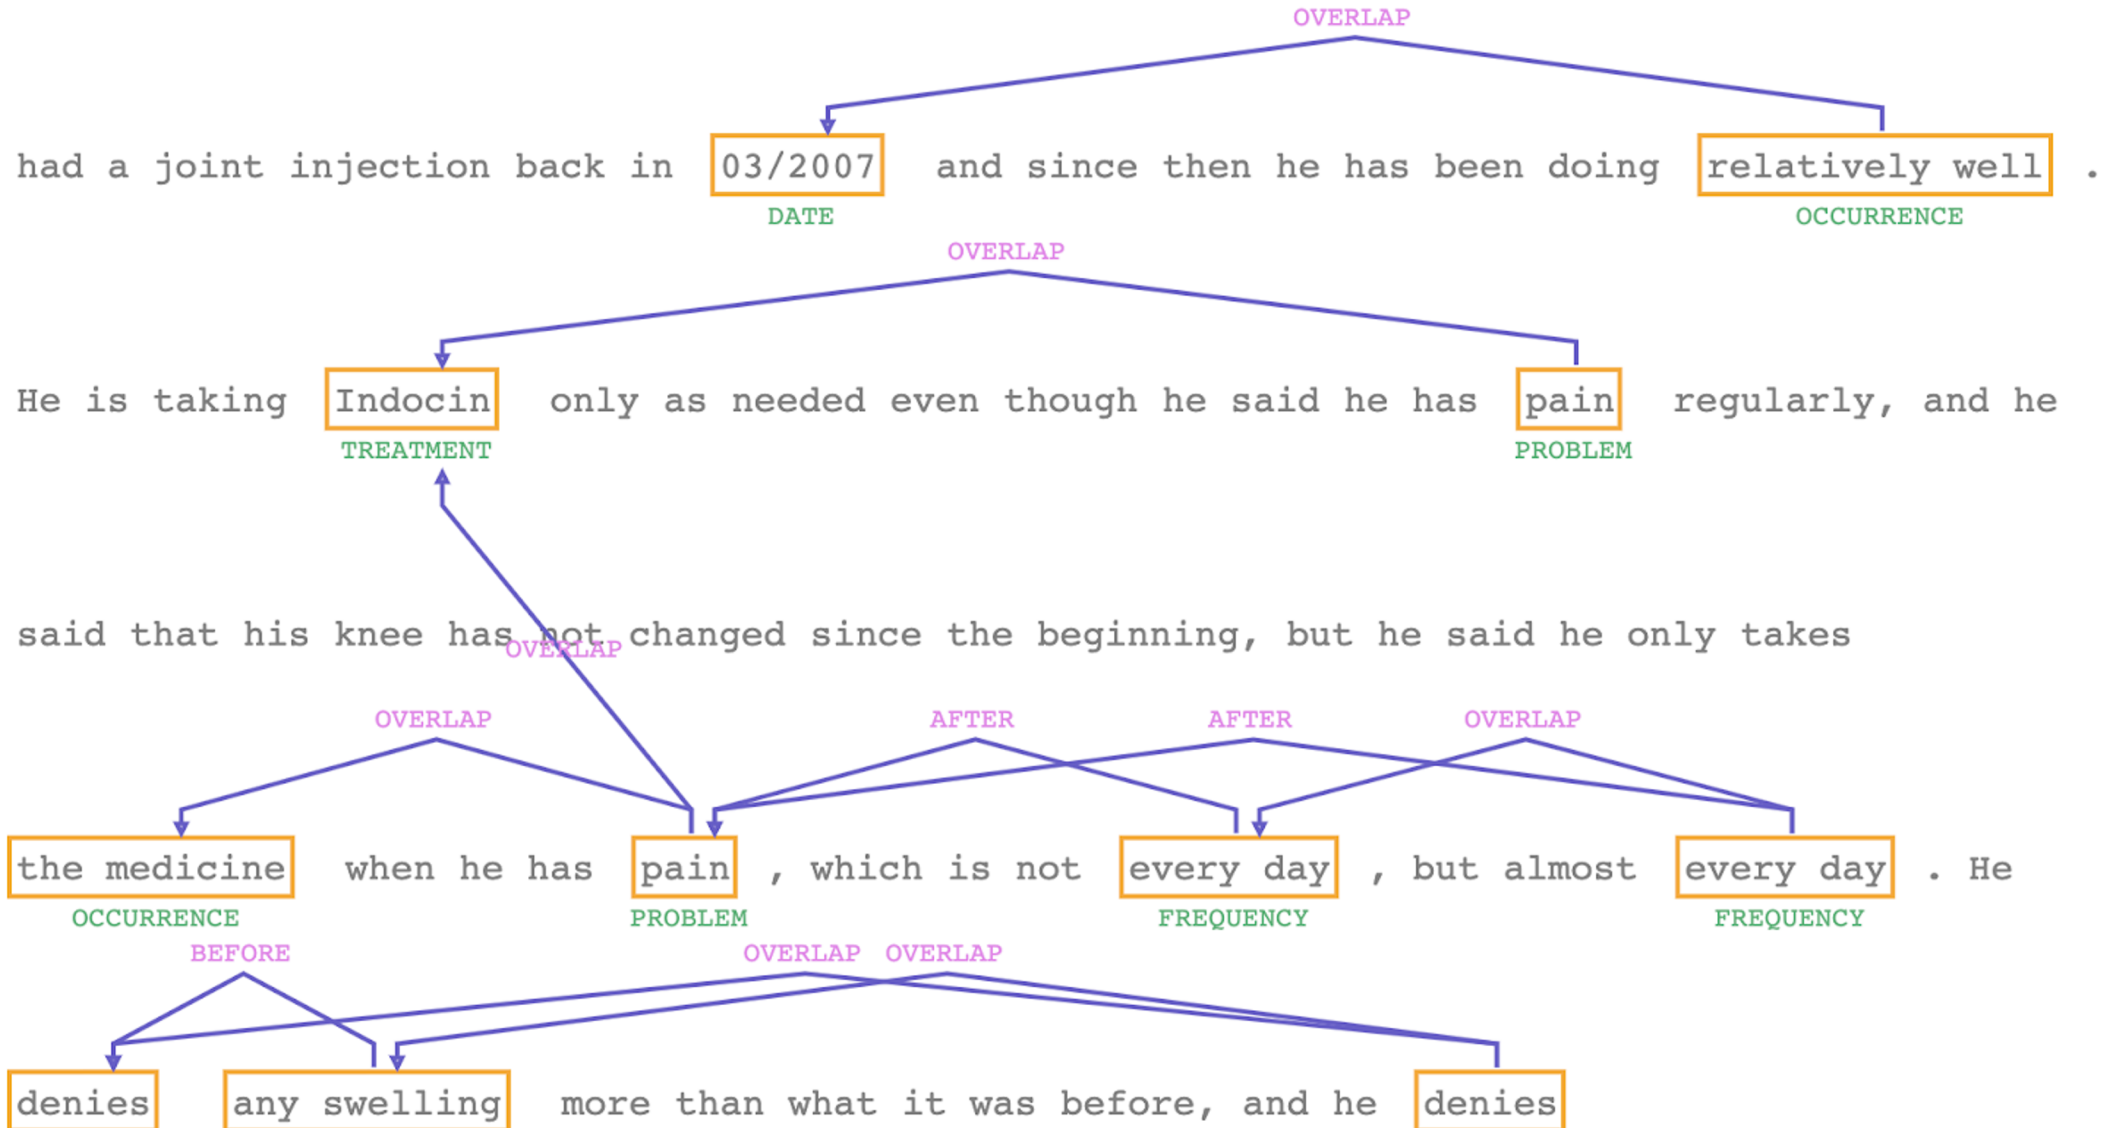 OVERLAP
had a joint injection back in 03/2007 and since then he has been doing relatively well .
DATE OCCURRENCE
OVERLAP
He is taking Indocin only as needed even though he said he has pain regularly, and he
TREATMENT PROBLEM
said that his knee has not changed since the beginning, but he said he only takes
OVERLAP
OVERLAP AFTER AFTER OVERLAP
the medicine when he has pain , which is not every day , but almost every day . He
OCCURRENCE PROBLEM FREQUENCY FREQUENCY
BEFORE OVERLAP OVERLAP
denies any swelling more than what it was before, and he denies